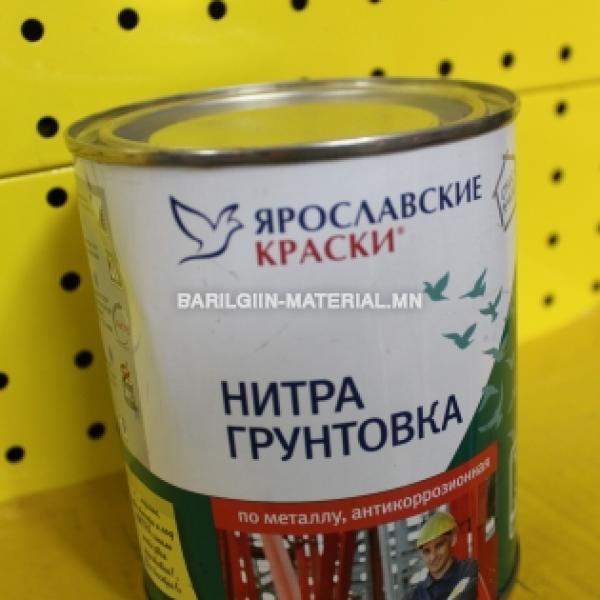 ЯРОСЛАВСКИЕ
КРАСКИ®
BARILGIIN-MATERIAL.MN
НИТРА
ГРУНТОВКА
по металлу, антикоррозионная